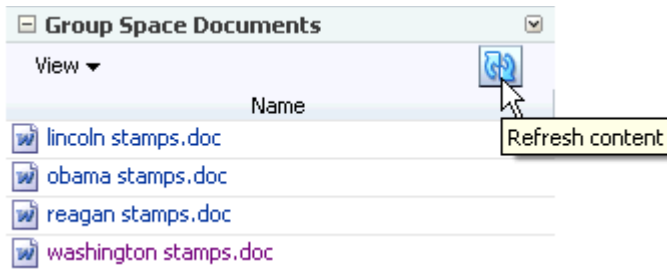 Group Space Documents
View
Name
lincoln stamps.doc
Refresh content
obama stamps.doc
reagan stamps.doc
washington stamps.doc